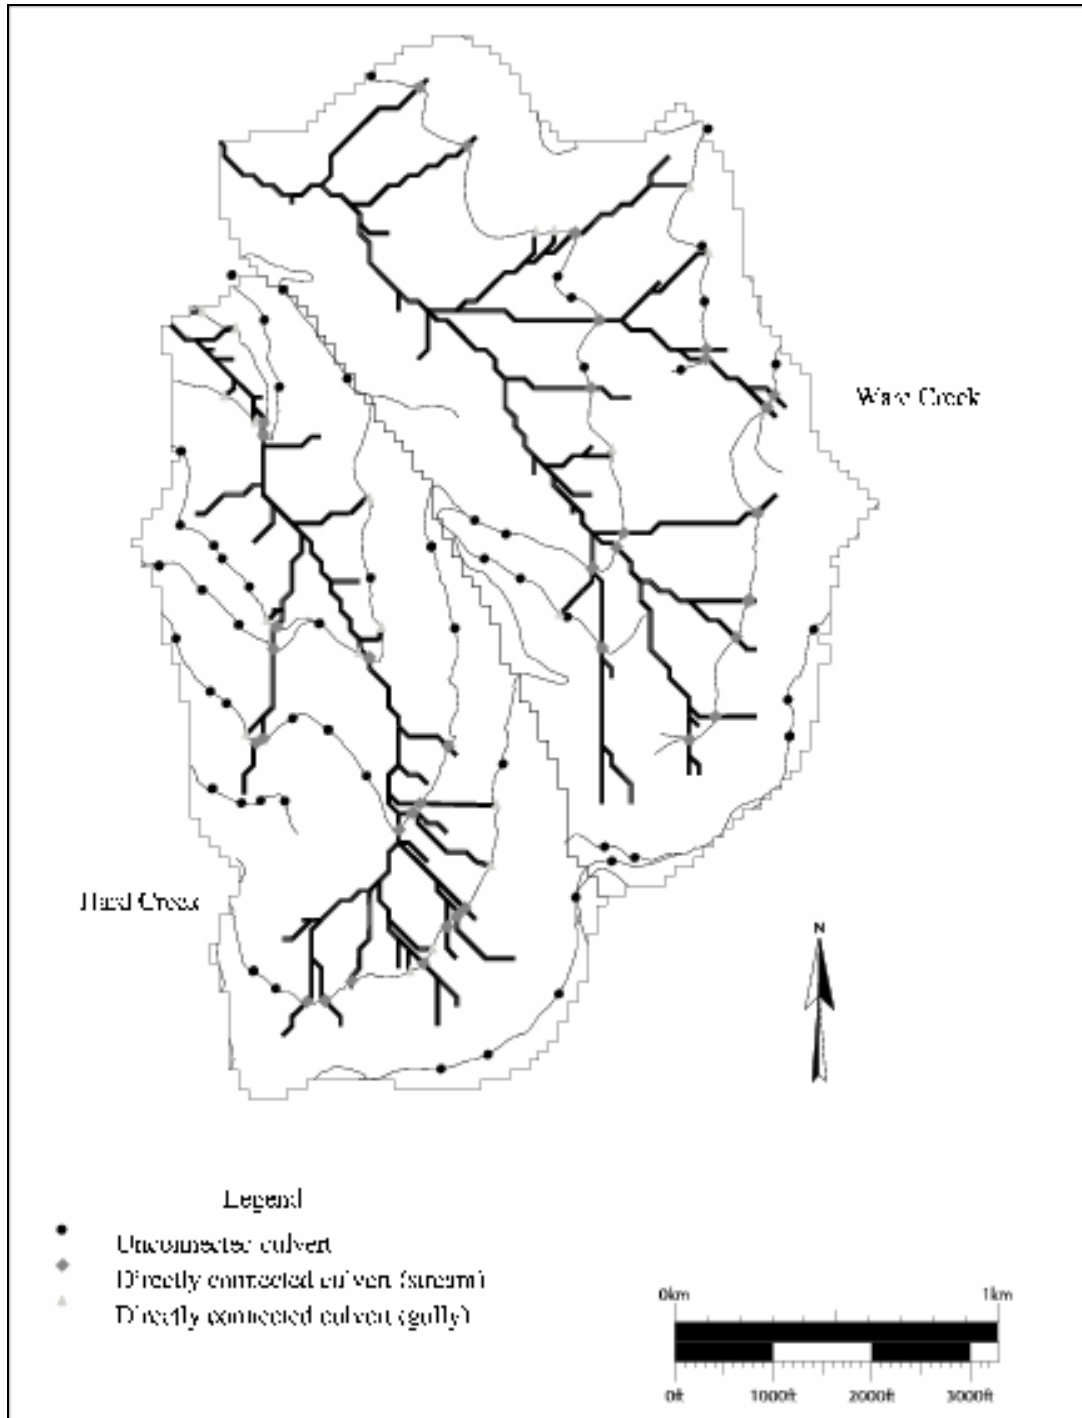 Ware Creek
Hard Creek
N
Legend
Unconnected culvert
Directly connected culvert (stream)
Directly connected culvert (gully)
0km 1km
0ft 1000ft 2000ft 3000ft